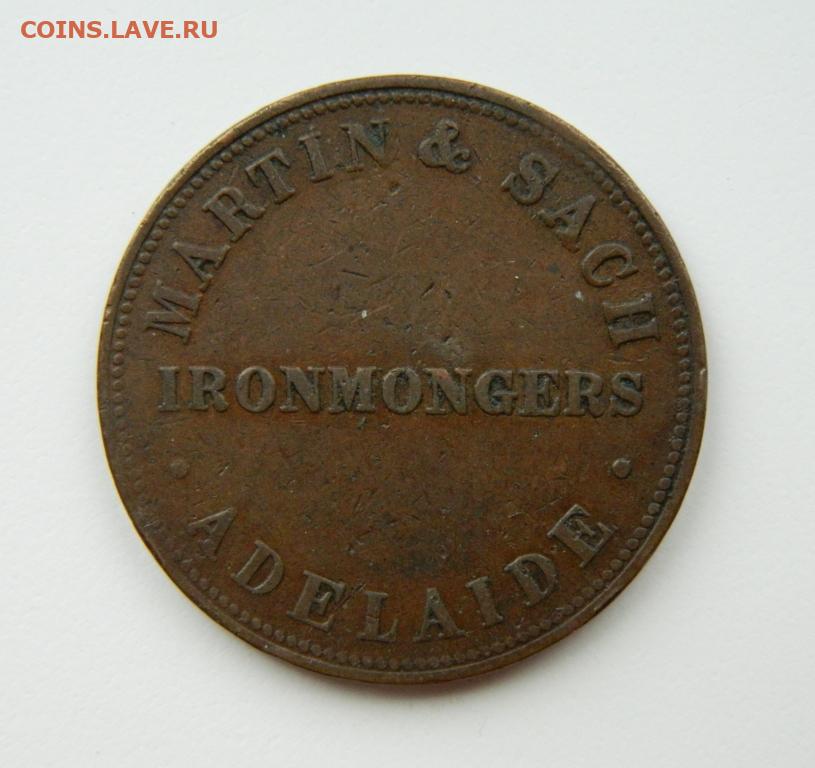 COINS.LAVE.RU
MARTIN & SACH
IRONMONGERS
· ADELAIDE ·